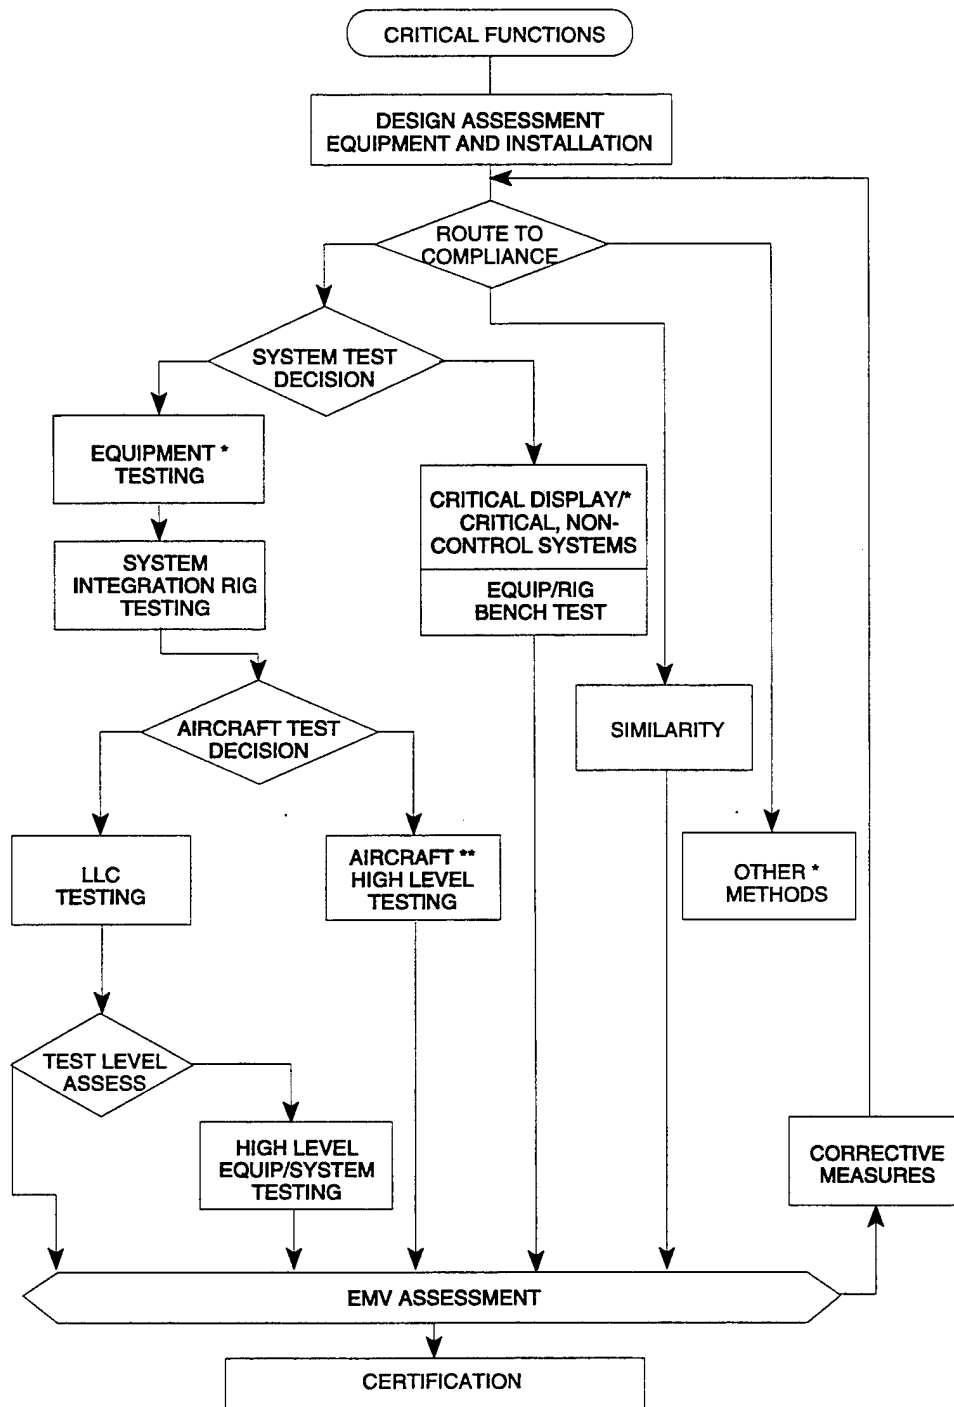 CRITICAL FUNCTIONS
DESIGN ASSESSMENT
EQUIPMENT AND INSTALLATION
ROUTE TO
COMPLIANCE
SYSTEM TEST
DECISION
EQUIPMENT *
TESTING
CRITICAL DISPLAY/*
CRITICAL, NON-
CONTROL SYSTEMS
EQUIP/RIG
BENCH TEST
SYSTEM
INTEGRATION RIG
TESTING
SIMILARITY
AIRCRAFT TEST
DECISION
LLC
TESTING
AIRCRAFT **
HIGH LEVEL
TESTING
OTHER *
METHODS
TEST LEVEL
ASSESS
HIGH LEVEL
EQUIP/SYSTEM
TESTING
CORRECTIVE
MEASURES
EMV ASSESSMENT
CERTIFICATION